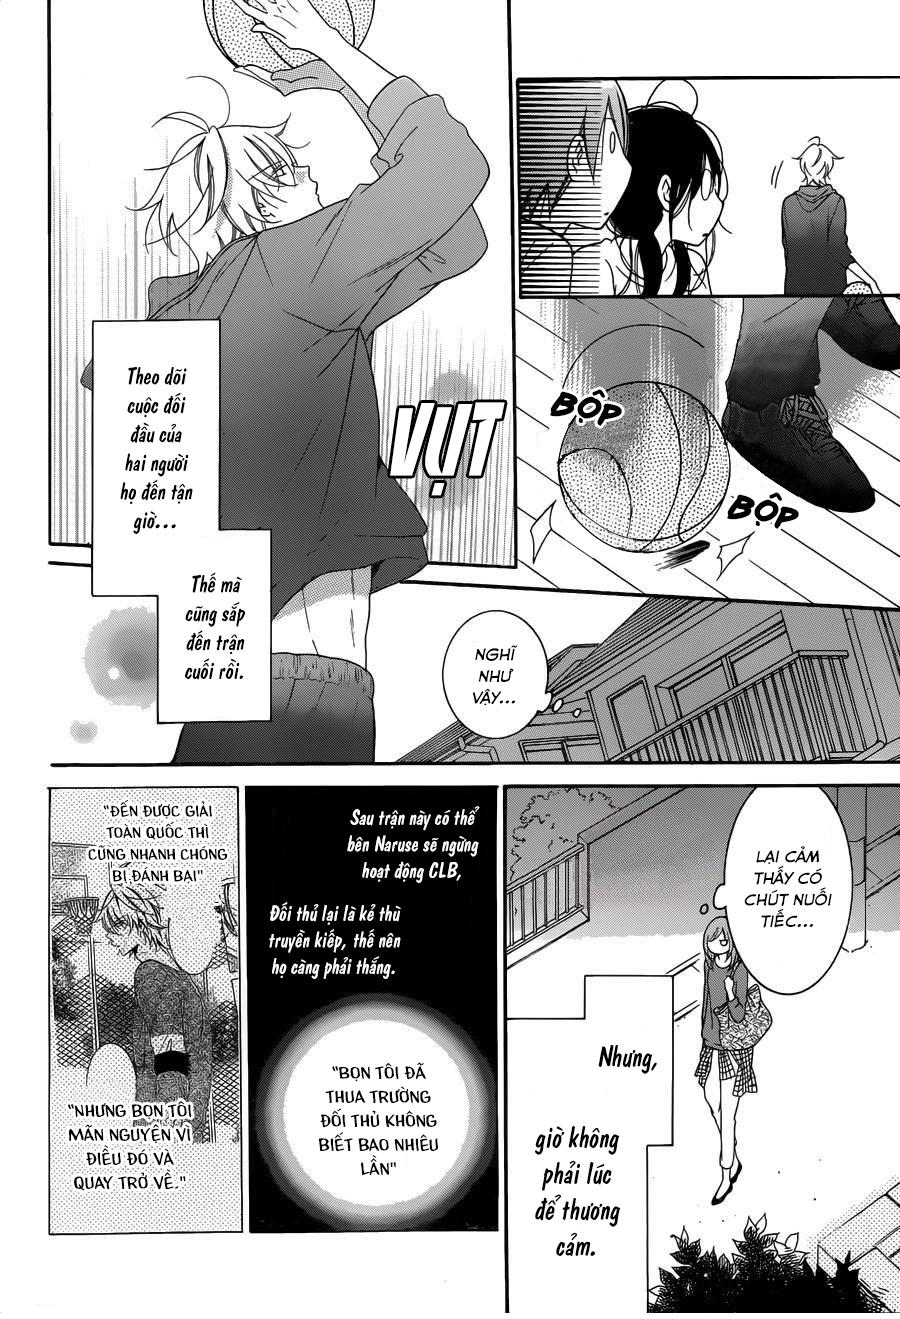 BỘP
BỘP
VỤT
Theo dõi
cuộc đối
đầu của
hai người
họ đến tận
giờ...
Thế mà
cũng sắp
đến trận
cuối rồi.
NGHĨ
NHƯ
VẬY...
LẠI CẢM
THẤY CÓ
CHÚT NUỐI
TIẾC...
Nhưng,
giờ không
phải lúc
để thương
cảm.
Sau trận này có thể
bên Naruse sẽ ngừng
hoạt động CLB,
Đối thủ lại là kẻ thù
truyền kiếp, thế nên
họ càng phải thắng.
"BỌN TÔI ĐÃ
THUA TRƯỜNG
ĐỐI THỦ KHÔNG
BIẾT BAO NHIÊU
LẦN"
"ĐẾN ĐƯỢC GIẢI
TOÀN QUỐC THÌ
CŨNG NHANH CHÓNG
BỊ ĐÁNH BẠI"
"NHƯNG BỌN TÔI
MÃN NGUYỆN VÌ
ĐIỀU ĐÓ VÀ
QUAY TRỞ VỀ."